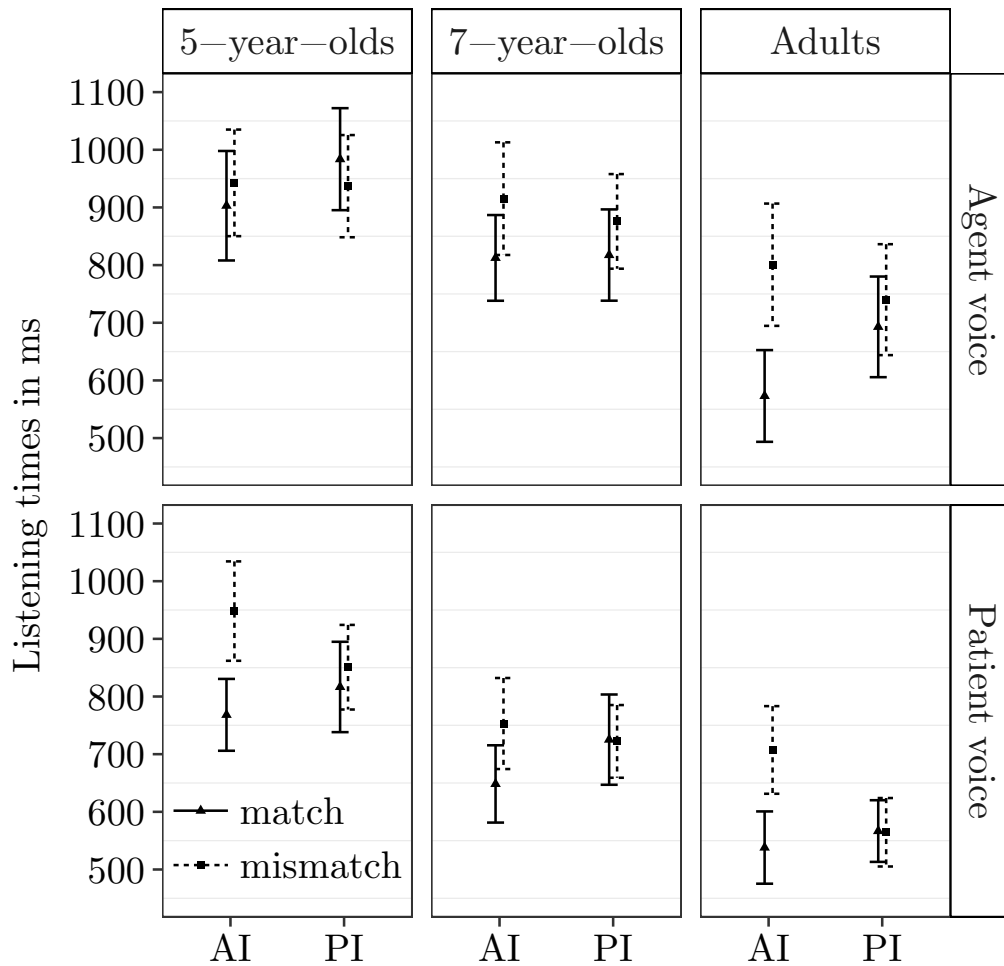 5−year−olds
7−year−olds
Adults
1100
1000
900
800
700
600
500
Agent voice
Listening times in ms
1100
1000
900
800
700
600
500
match
mismatch
Patient voice
AI
PI
AI
PI
AI
PI